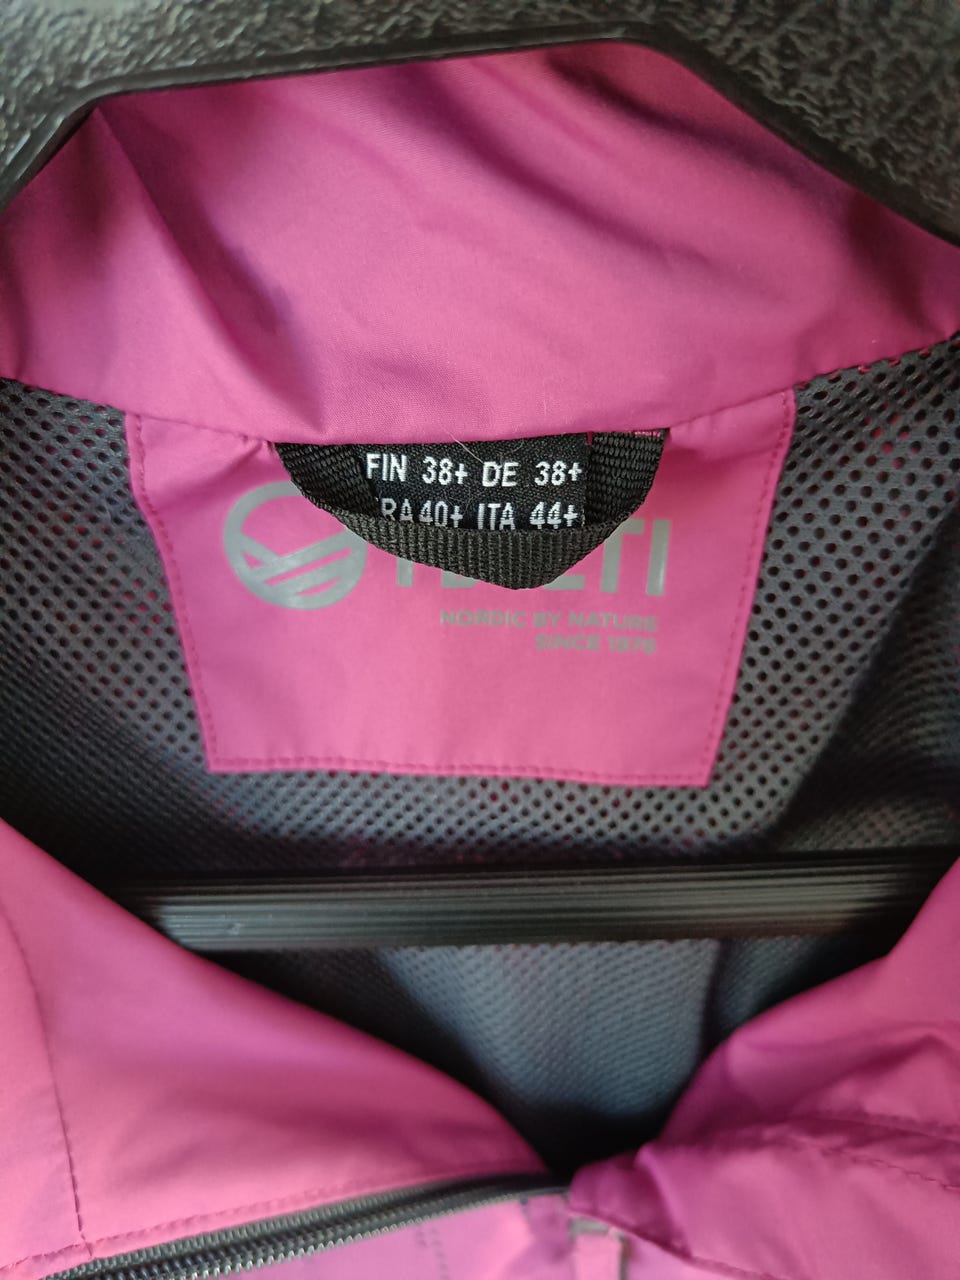 FIN 38+ DE 38+
RA 40+ ITA 44+
NORDIC BY NATURE
SINCE 1976